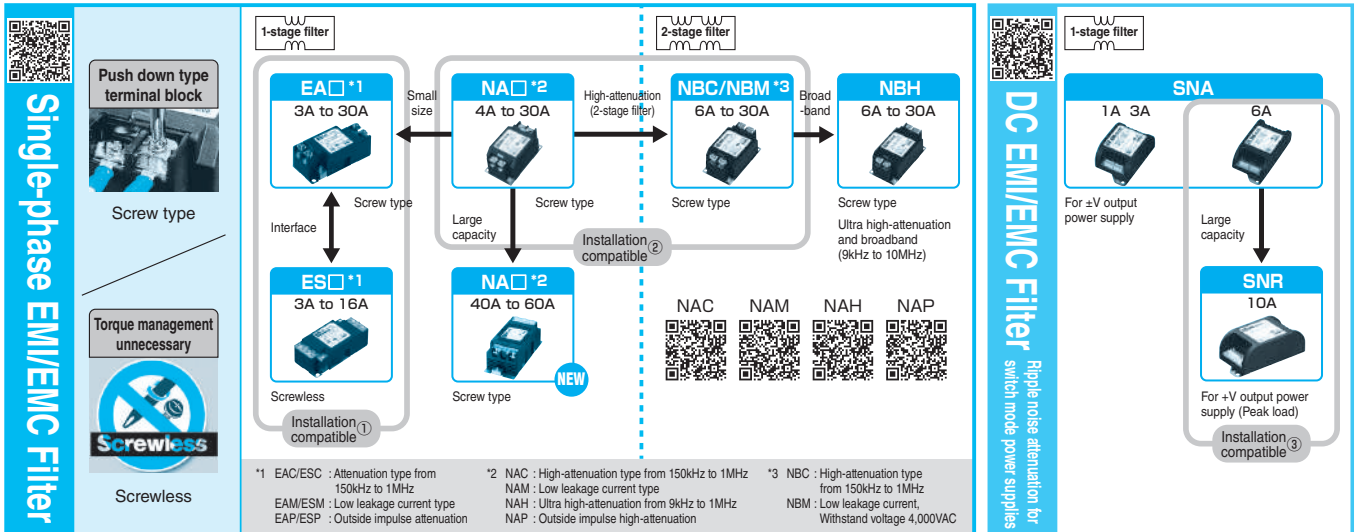 Single-phase EMI/EMC Filter
Push down type
terminal block
Screw type
Torque management
unnecessary
Screwless
Screwless
1-stage filter
2-stage filter
EA□ *1
3A to 30A
Screw type
Small
size
NA□ *2
4A to 30A
Screw type
High-attenuation
(2-stage filter)
NBC/NBM *3
6A to 30A
Screw type
Broad
-band
NBH
6A to 30A
Screw type
Ultra high-attenuation
and broadband
(9kHz to 10MHz)
Interface
Large
capacity
Installation
compatible②
ES□ *1
3A to 16A
Screwless
Installation
compatible①
NA□ *2
40A to 60A
NEW
Screw type
NAC
NAM
NAH
NAP
*1 EAC/ESC : Attenuation type from
150kHz to 1MHz
EAM/ESM : Low leakage current type
EAP/ESP : Outside impulse attenuation
*2 NAC : High-attenuation type from 150kHz to 1MHz
NAM : Low leakage current type
NAH : Ultra high-attenuation from 9kHz to 1MHz
NAP : Outside impulse high-attenuation
*3 NBC : High-attenuation type
from 150kHz to 1MHz
NBM : Low leakage current,
Withstand voltage 4,000VAC
DC EMI/EMC Filter
Ripple noise attenuation for
switch mode power supplies
1-stage filter
SNA
1A 3A
6A
For ±V output
power supply
Large
capacity
SNR
10A
For +V output power
supply (Peak load)
Installation
compatible③